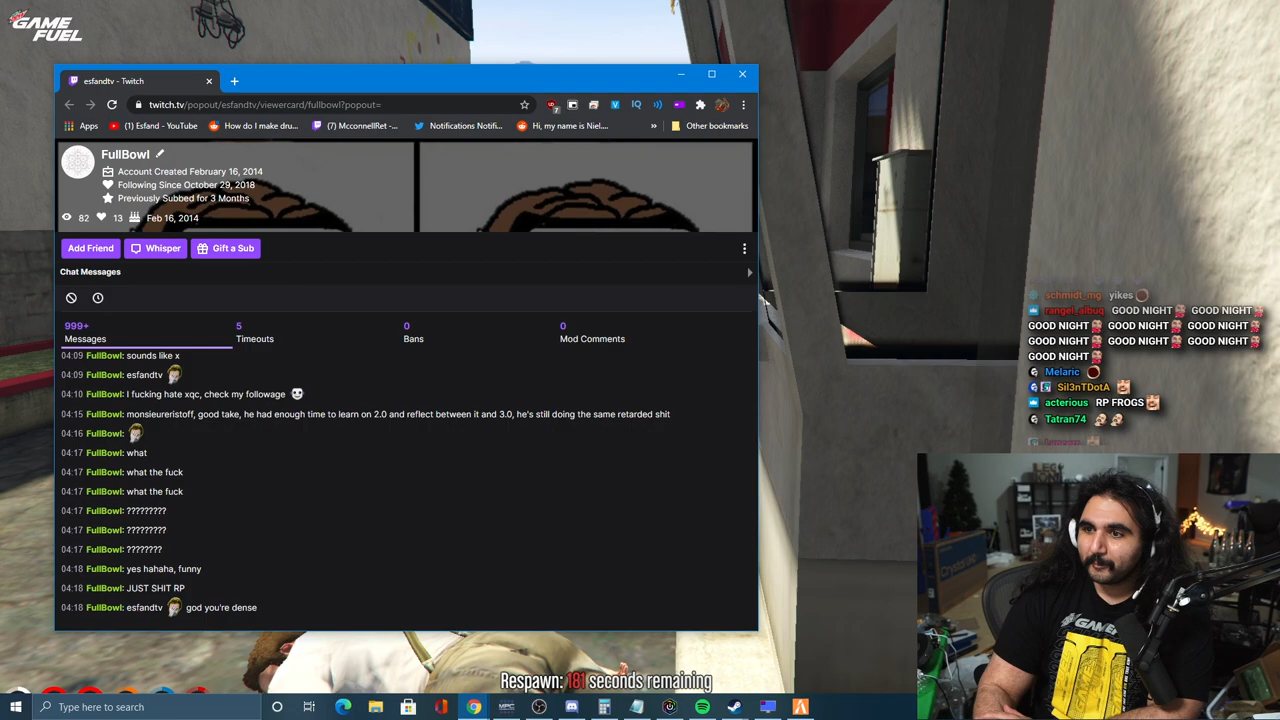 GAME
FUEL
esfandtv - Twitch
twitch.tv/popout/esfandtv/viewercard/fullbowl?popout=
Apps
(1) Esfand - YouTube
How do I make dru...
(7) McconnellRet -...
Notifications Notifi...
Hi, my name is Niel....
»
Other bookmarks
FullBowl
Account Created February 16, 2014
Following Since October 29, 2018
Previously Subbed for 3 Months
82 13 Feb 16, 2014
Add Friend
Whisper
Gift a Sub
Chat Messages
999+
Messages
5
Timeouts
0
Bans
0
Mod Comments
04:09 FullBowl: sounds like x
04:09 FullBowl: esfandtv
04:10 FullBowl: I fucking hate xqc, check my followage
04:15 FullBowl: monsieureristoff, good take, he had enough time to learn on 2.0 and reflect between it and 3.0, he's still doing the same retarded shit
04:16 FullBowl:
04:17 FullBowl: what
04:17 FullBowl: what the fuck
04:17 FullBowl: what the fuck
04:17 FullBowl: ?????????
04:17 FullBowl: ?????????
04:17 FullBowl: ????????
04:18 FullBowl: yes hahaha, funny
04:18 FullBowl: JUST SHIT RP
04:18 FullBowl: esfandtv god you're dense
schmidt_mg: yikes
rangel_albuq GOOD NIGHT GOOD NIGHT
GOOD NIGHT GOOD NIGHT GOOD NIGHT
GOOD NIGHT GOOD NIGHT GOOD NIGHT
GOOD NIGHT
Melaric
Sil3nTDotA
acterious RP FROGS
Tatran74
Respawn: 181 seconds remaining
Type here to search